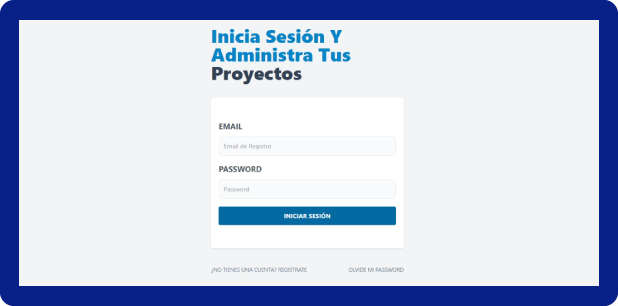 Inicia Sesión Y
Administra Tus
Proyectos
EMAIL
Email de Registro
PASSWORD
Password
INICIAR SESIÓN
¿NO TIENES UNA CUENTA? REGISTRATE
OLVIDE MI PASSWORD